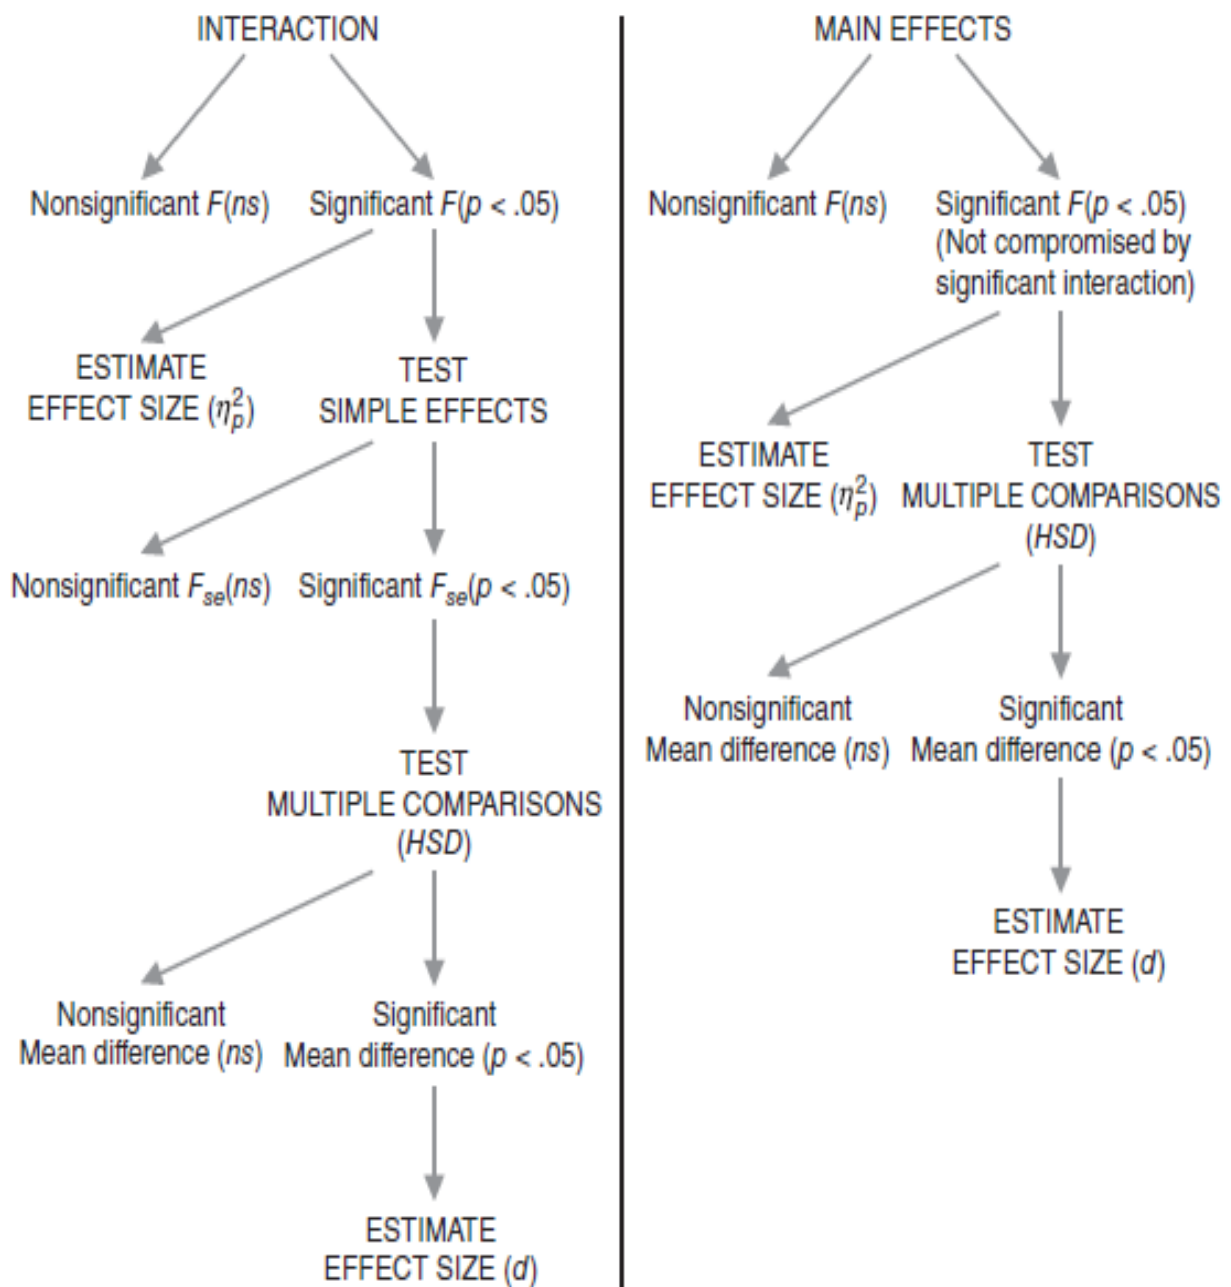 INTERACTION
Nonsignificant F(ns)
Significant F(p < .05)
ESTIMATE
EFFECT SIZE (η²ₚ)
TEST
SIMPLE EFFECTS
Nonsignificant Fse(ns)
Significant Fse(p < .05)
TEST
MULTIPLE COMPARISONS
(HSD)
Nonsignificant
Mean difference (ns)
Significant
Mean difference (p < .05)
ESTIMATE
EFFECT SIZE (d)
MAIN EFFECTS
Nonsignificant F(ns)
Significant F(p < .05)
(Not compromised by
significant interaction)
ESTIMATE
EFFECT SIZE (η²ₚ)
TEST
MULTIPLE COMPARISONS
(HSD)
Nonsignificant
Mean difference (ns)
Significant
Mean difference (p < .05)
ESTIMATE
EFFECT SIZE (d)